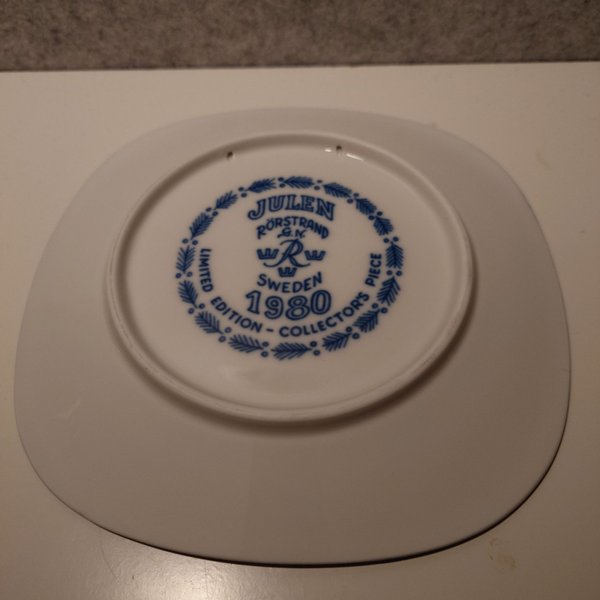 JULEN
RÖRSTRAND
G.N.
R
SWEDEN
1980
LIMITED EDITION - COLLECTOR'S PIECE